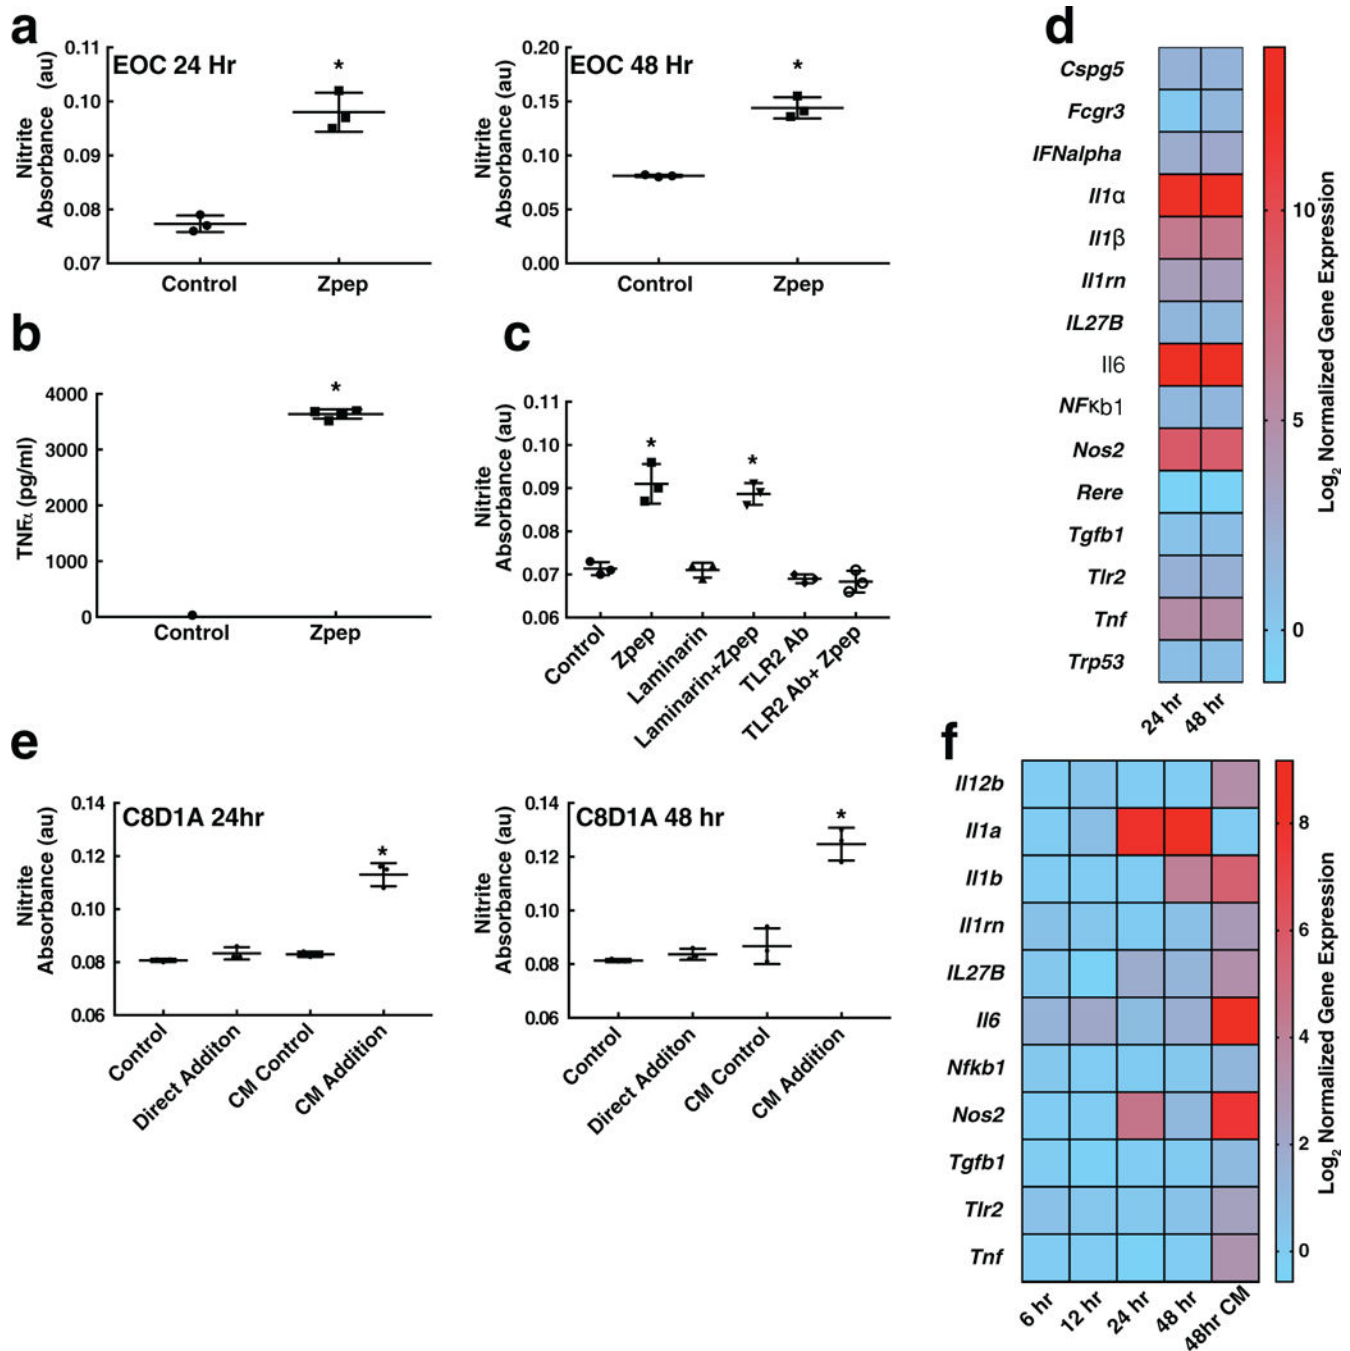 a
EOC 24 Hr
Nitrite
Absorbance (au)
0.11
0.10
0.09
0.08
0.07
*
Control
Zpep
EOC 48 Hr
Nitrite
Absorbance (au)
0.20
0.15
0.10
0.05
0.00
*
Control
Zpep
b
TNFα (pg/ml)
4000
3000
2000
1000
0
*
Control
Zpep
c
Nitrite
Absorbance (au)
0.11
0.10
0.09
0.08
0.07
0.06
*
*
Control
Zpep
Laminarin
Laminarin+Zpep
TLR2 Ab
TLR2 Ab+ Zpep
d
Cspg5
Fcgr3
IFNalpha
Il1α
Il1β
Il1rn
IL27B
Il6
NFκb1
Nos2
Rere
Tgfb1
Tlr2
Tnf
Trp53
24 hr
48 hr
10
5
0
Log2 Normalized Gene Expression
e
C8D1A 24hr
Nitrite
Absorbance (au)
0.14
0.12
0.10
0.08
0.06
*
Control
Direct Additon
CM Control
CM Addition
C8D1A 48 hr
Nitrite
Absorbance (au)
0.14
0.12
0.10
0.08
0.06
*
Control
Direct Additon
CM Control
CM Addition
f
Il12b
Il1a
Il1b
Il1rn
IL27B
Il6
Nfkb1
Nos2
Tgfb1
Tlr2
Tnf
6 hr
12 hr
24 hr
48 hr
48hr CM
8
6
4
2
0
Log2 Normalized Gene Expression